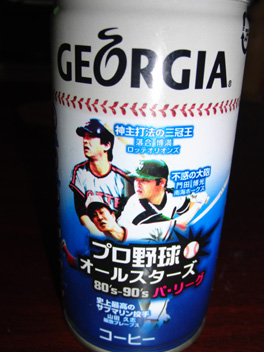 GEORGIA
神主打法の三冠王
落合 博満
ロッテオリオンズ
不惑の大砲
門田 博光
南海ホークス
プロ野球
オールスターズ
80's-90's パ・リーグ
史上最高の
サブマリン投手
山田 久志
阪急ブレーブス
コーヒー